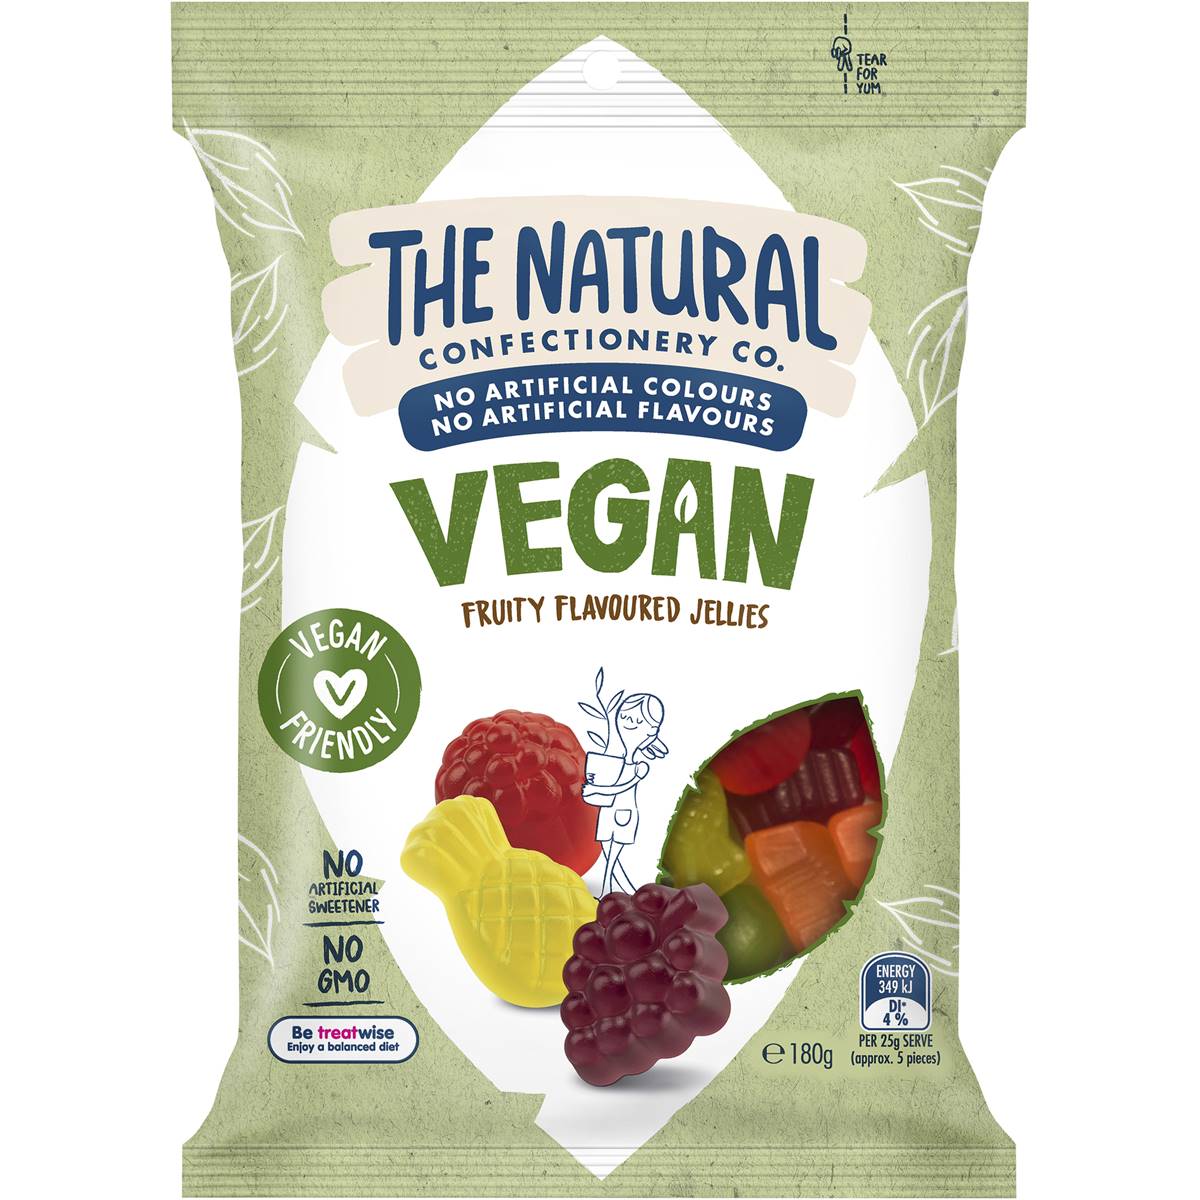 TEAR
FOR
YUM
THE NATURAL
CONFECTIONERY CO.
NO ARTIFICIAL COLOURS
NO ARTIFICIAL FLAVOURS
VEGAN
FRUITY FLAVOURED JELLIES
VEGAN
FRIENDLY
NO
ARTIFICIAL
SWEETENER
NO
GMO
Be treatwise
Enjoy a balanced diet
ENERGY
349 kJ
DI*
4 %
PER 25g SERVE
(approx. 5 pieces)
℮ 180g